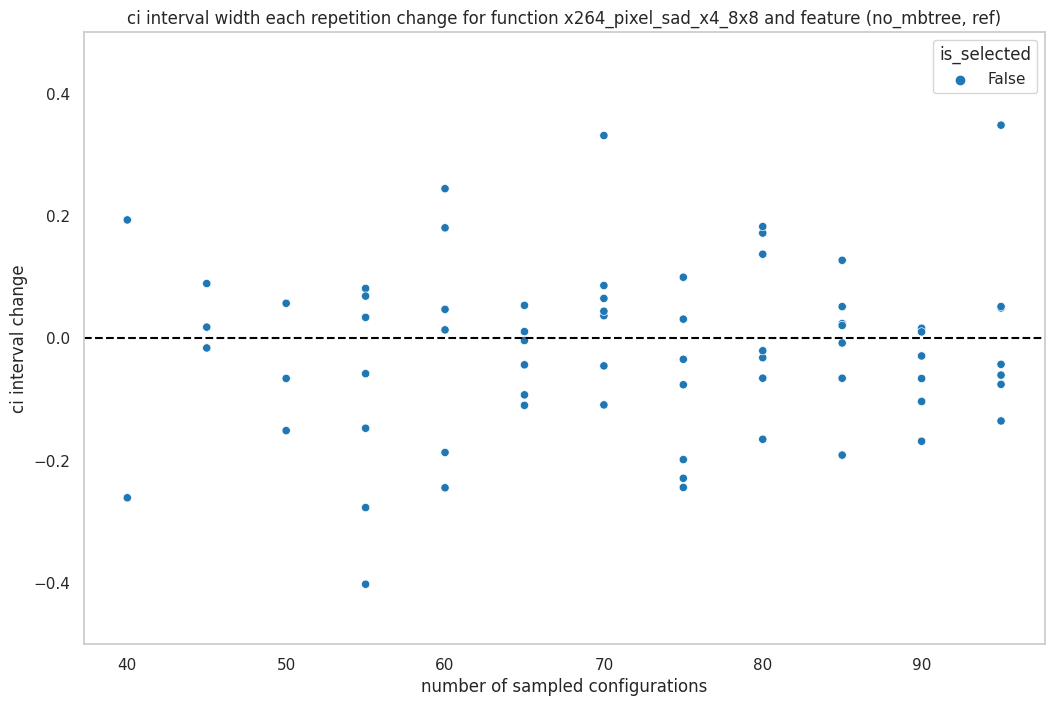 ci interval width each repetition change for function x264_pixel_sad_x4_8x8 and feature (no_mbtree, ref)
is_selected
False
0.4
0.2
0.0
−0.2
−0.4
ci interval change
40
50
60
70
80
90
number of sampled configurations